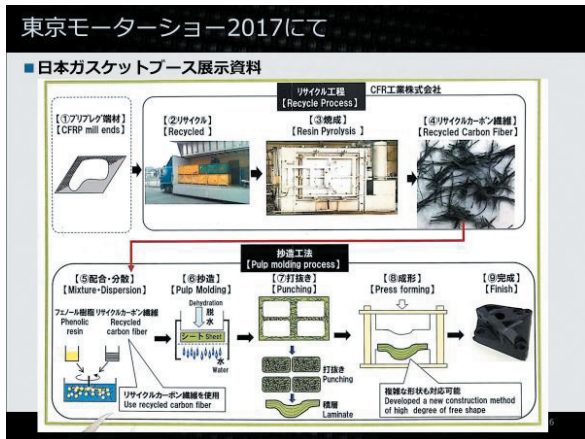 東京モーターショー2017にて
■日本ガスケットブース展示資料
リサイクル工程
【Recycle Process】
CFR工業株式会社
【①プリプレグ端材】
【CFRP mill ends】
【②リサイクル】
【Recycled】
【③焼成】
【Resin Pyrolysis】
【④リサイクルカーボン繊維】
【Recycled Carbon Fiber】
抄造工法
【Pulp molding process】
【⑤配合・分散】
【Mixture・Dispersion】
フェノール樹脂
Phenolic
resin
リサイクルカーボン繊維
Recycled
carbon fiber
リサイクルカーボン繊維を使用
Use recycled carbon fiber
【⑥抄造】
【Pulp Molding】
Dehydration
脱
水
シート Sheet
水
Water
【⑦打抜き】
【Punching】
打抜き
Punching
積層
Laminate
【⑧成形】
【Press forming】
複雑な形状も対応可能
Developed a new construction method
of high degree of free shape
【⑨完成】
【Finish】
6